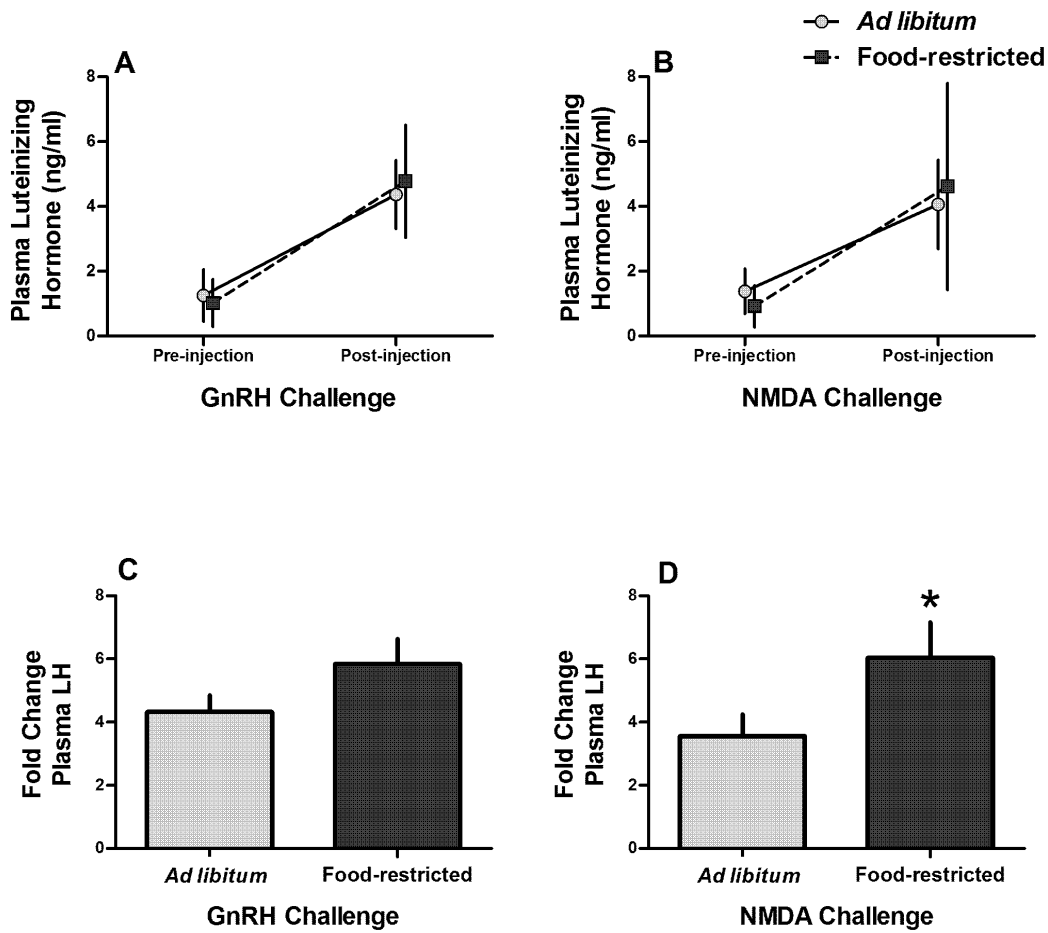 Ad libitum
Food-restricted
A
8
6
4
2
0
Plasma Luteinizing
Hormone (ng/ml)
Pre-injection
Post-injection
GnRH Challenge
B
8
6
4
2
0
Plasma Luteinizing
Hormone (ng/ml)
Pre-injection
Post-injection
NMDA Challenge
C
8
6
4
2
0
Fold Change
Plasma LH
Ad libitum
Food-restricted
GnRH Challenge
D
8
6
4
2
0
Fold Change
Plasma LH
*
Ad libitum
Food-restricted
NMDA Challenge